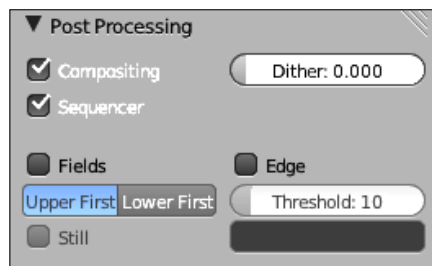 Post Processing
Compositing Dither: 0.000
Sequencer
Fields Edge
Upper First Lower First Threshold: 10
Still